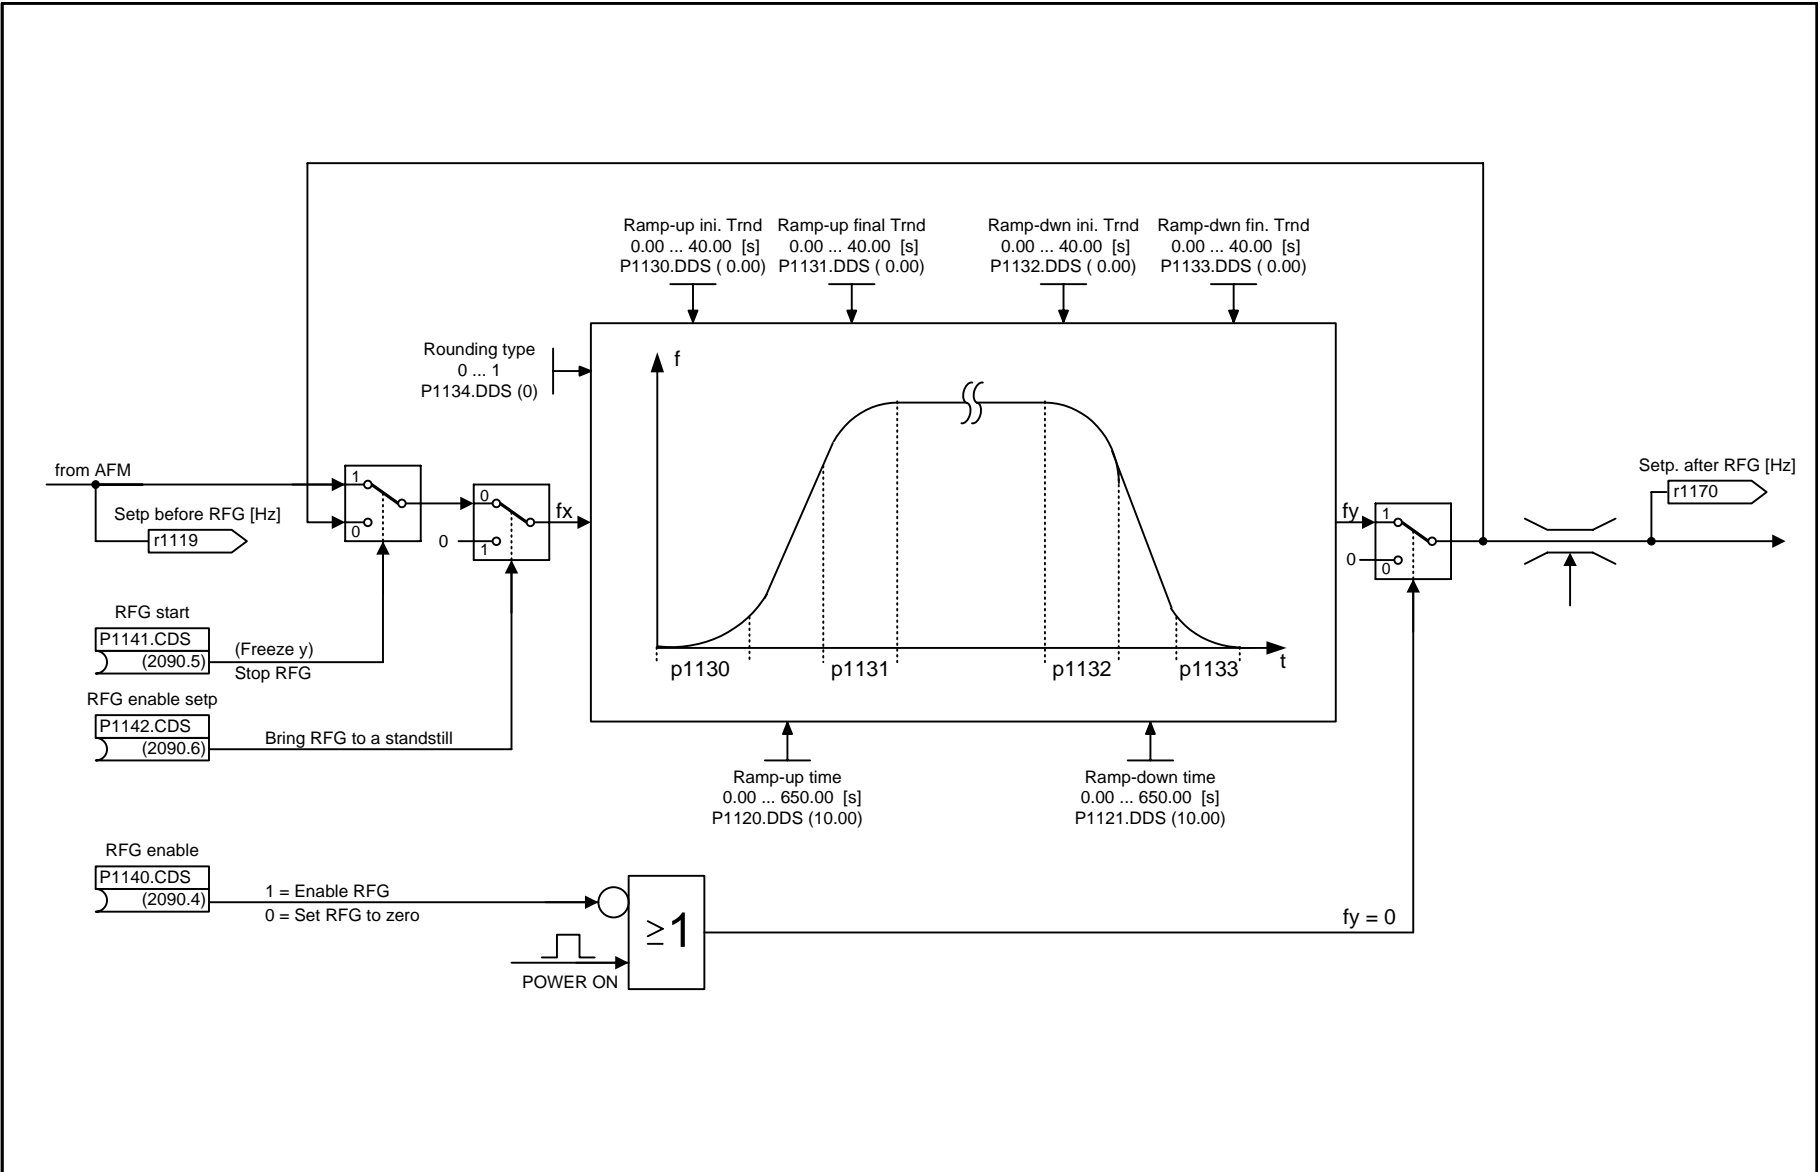 Ramp-up ini. Trnd
0.00 ... 40.00 [s]
P1130.DDS ( 0.00)
Ramp-up final Trnd
0.00 ... 40.00 [s]
P1131.DDS ( 0.00)
Ramp-dwn ini. Trnd
0.00 ... 40.00 [s]
P1132.DDS ( 0.00)
Ramp-dwn fin. Trnd
0.00 ... 40.00 [s]
P1133.DDS ( 0.00)
Rounding type
0 ... 1
P1134.DDS (0)
f
from AFM
1
0
Setp before RFG [Hz]
r1119
0
0
1
fx
fy
1
0
0
Setp. after RFG [Hz]
r1170
t
p1130
p1131
p1132
p1133
RFG start
P1141.CDS
(2090.5)
(Freeze y)
Stop RFG
RFG enable setp
P1142.CDS
(2090.6)
Bring RFG to a standstill
Ramp-up time
0.00 ... 650.00 [s]
P1120.DDS (10.00)
Ramp-down time
0.00 ... 650.00 [s]
P1121.DDS (10.00)
RFG enable
P1140.CDS
(2090.4)
1 = Enable RFG
0 = Set RFG to zero
≥1
POWER ON
fy = 0